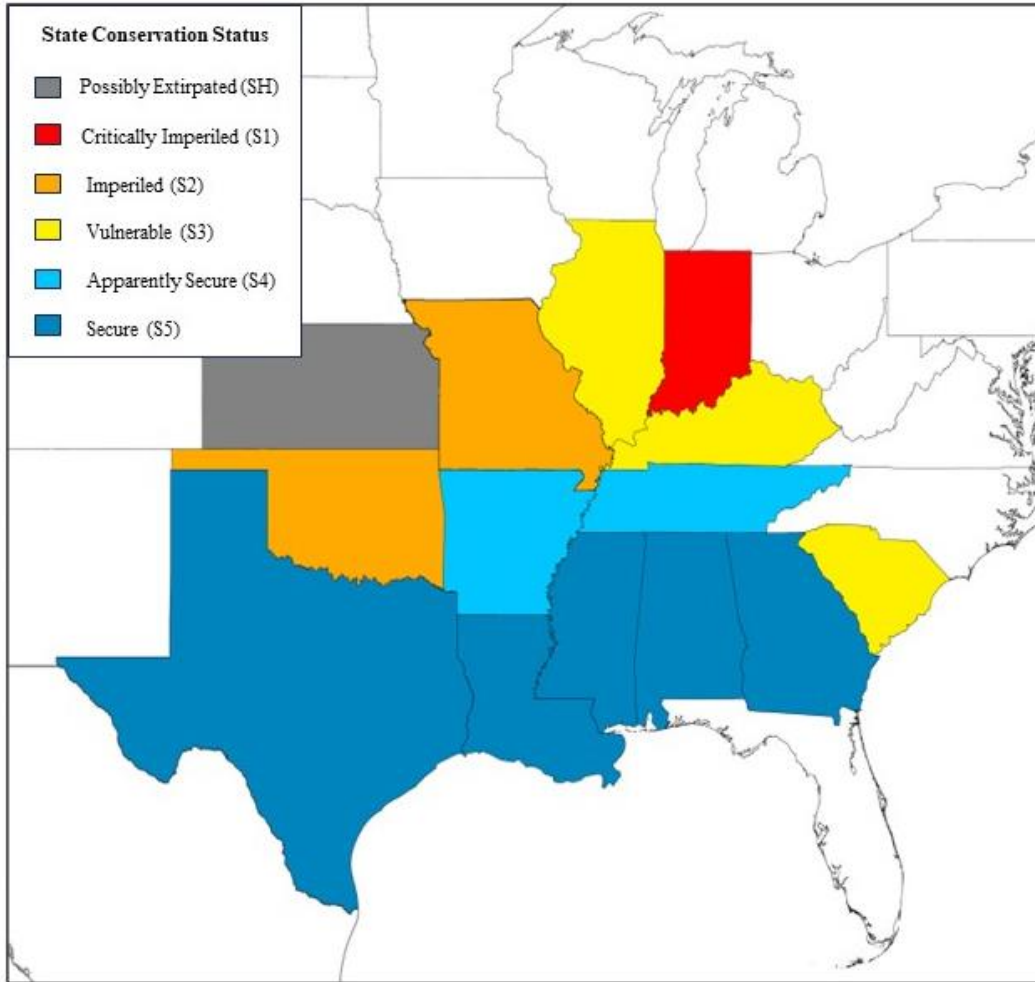 State Conservation Status
Possibly Extirpated (SH)
Critically Imperiled (S1)
Imperiled (S2)
Vulnerable (S3)
Apparently Secure (S4)
Secure (S5)